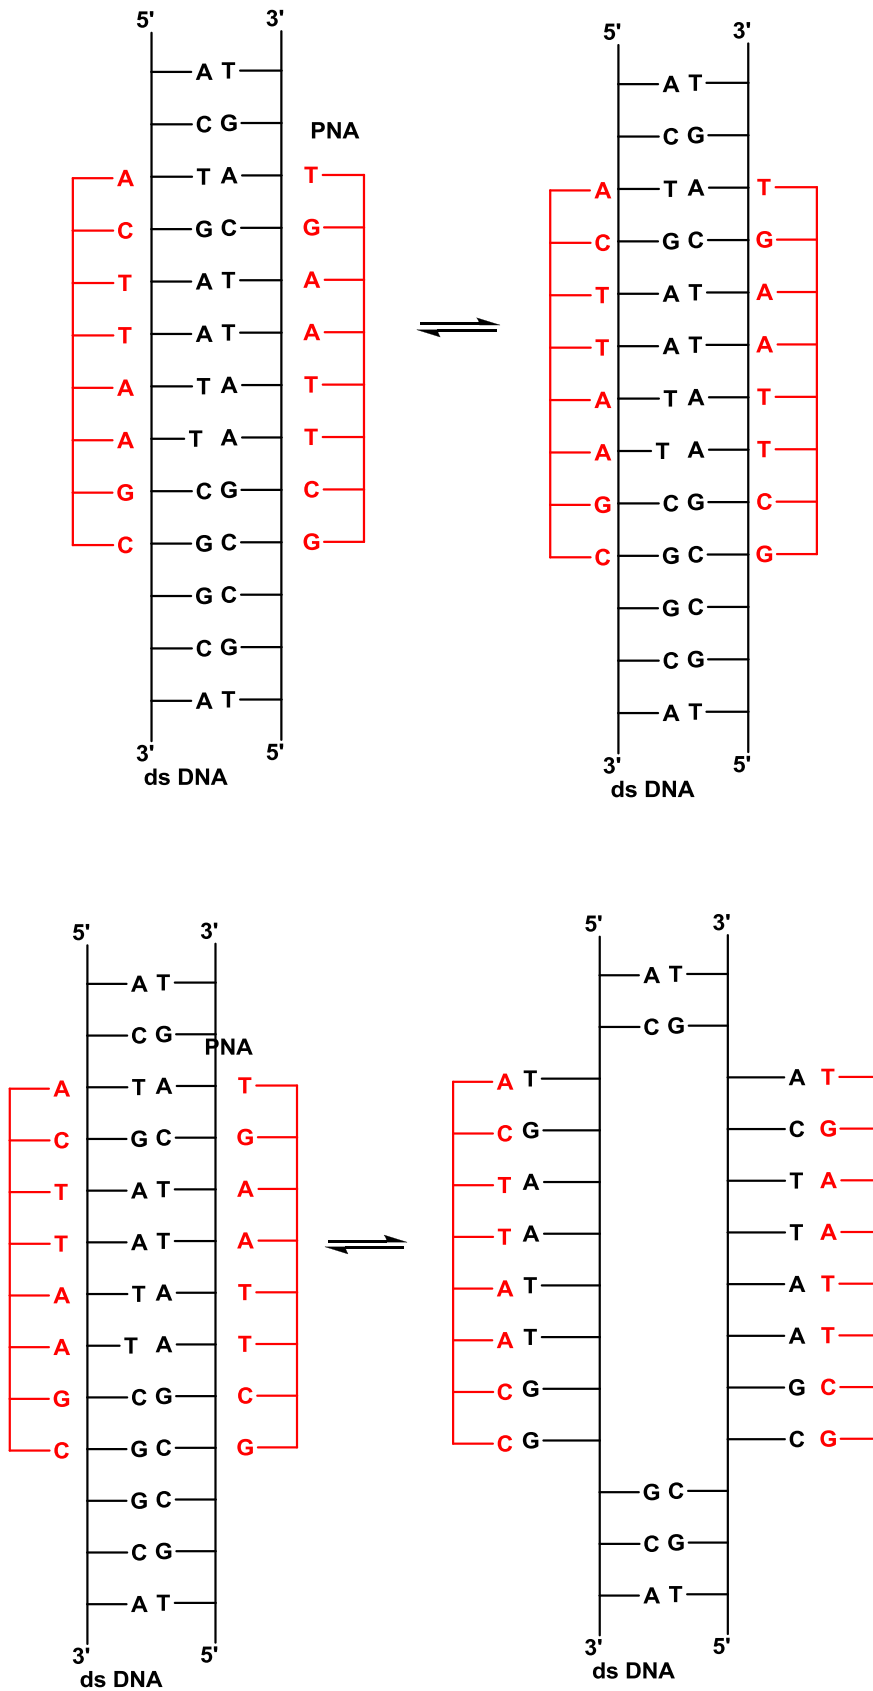 5' 3'
A T
C G
PNA
A T A T
C G C G
T A T A
T A T A
A T A T
A T A T
G C G C
C G C G
G C
C G
A T
3' 5'
ds DNA
5' 3'
A T
C G
A T A T
C G C G
T A T A
T A T A
A T A T
A T A T
G C G C
C G C G
G C
C G
A T
3' 5'
ds DNA
5' 3'
A T
C G
PNA
A T A T
C G C G
T A T A
T A T A
A T A T
A T A T
G C G C
C G C G
G C
C G
A T
3' 5'
ds DNA
5' 3'
A T
C G
A T A T
C G C G
T A T A
T A T A
A T A T
A T A T
C G G C
C G C G
G C
C G
A T
3' 5'
ds DNA